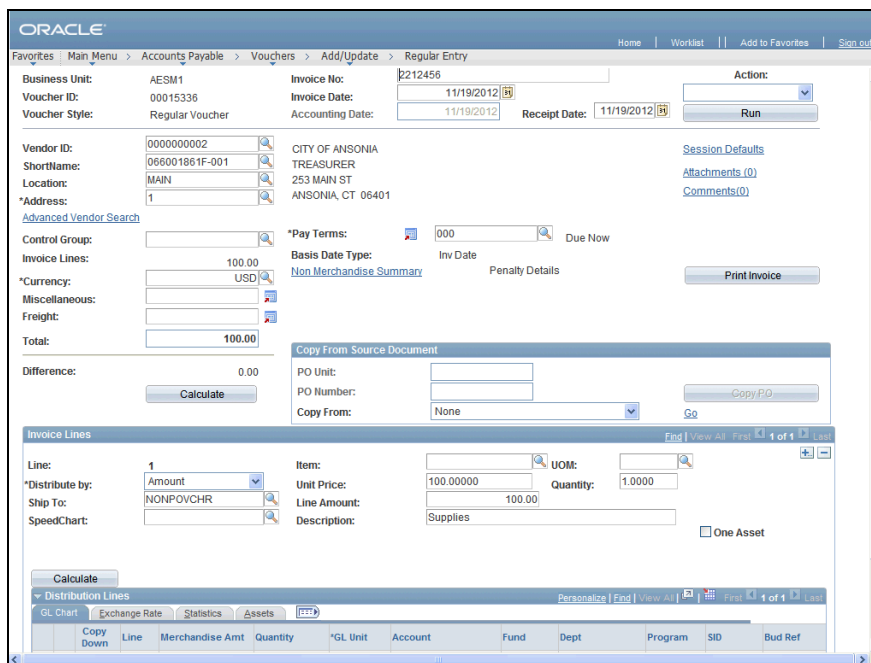 ORACLE
Home | Worklist || Add to Favorites | Sign out
Favorites Main Menu > Accounts Payable > Vouchers > Add/Update > Regular Entry
Business Unit: AESM1 Invoice No: 2212456 Action:
Voucher ID: 00015336 Invoice Date: 11/19/2012
Voucher Style: Regular Voucher Accounting Date: 11/19/2012 Receipt Date: 11/19/2012 Run
Vendor ID: 0000000002 CITY OF ANSONIA Session Defaults
ShortName: 066001861F-001 TREASURER
Location: MAIN 253 MAIN ST Attachments (0)
*Address: 1 ANSONIA, CT 06401 Comments(0)
Advanced Vendor Search
Control Group: *Pay Terms: 000 Due Now
Invoice Lines: 100.00 Basis Date Type: Inv Date
*Currency: USD Non Merchandise Summary Penalty Details Print Invoice
Miscellaneous:
Freight:
Total: 100.00
Copy From Source Document
Difference: 0.00 PO Unit:
Calculate PO Number: Copy PO
Copy From: None Go
Invoice Lines Find | View All First 1 of 1 Last
Line: 1 Item: UOM:
*Distribute by: Amount Unit Price: 100.00000 Quantity: 1.0000
Ship To: NONPOVCHR Line Amount: 100.00
SpeedChart: Description: Supplies
One Asset
Calculate
Distribution Lines Personalize | Find | View All | First 1 of 1 Last
GL Chart Exchange Rate Statistics Assets
Copy Down Line Merchandise Amt Quantity *GL Unit Account Fund Dept Program SID Bud Ref